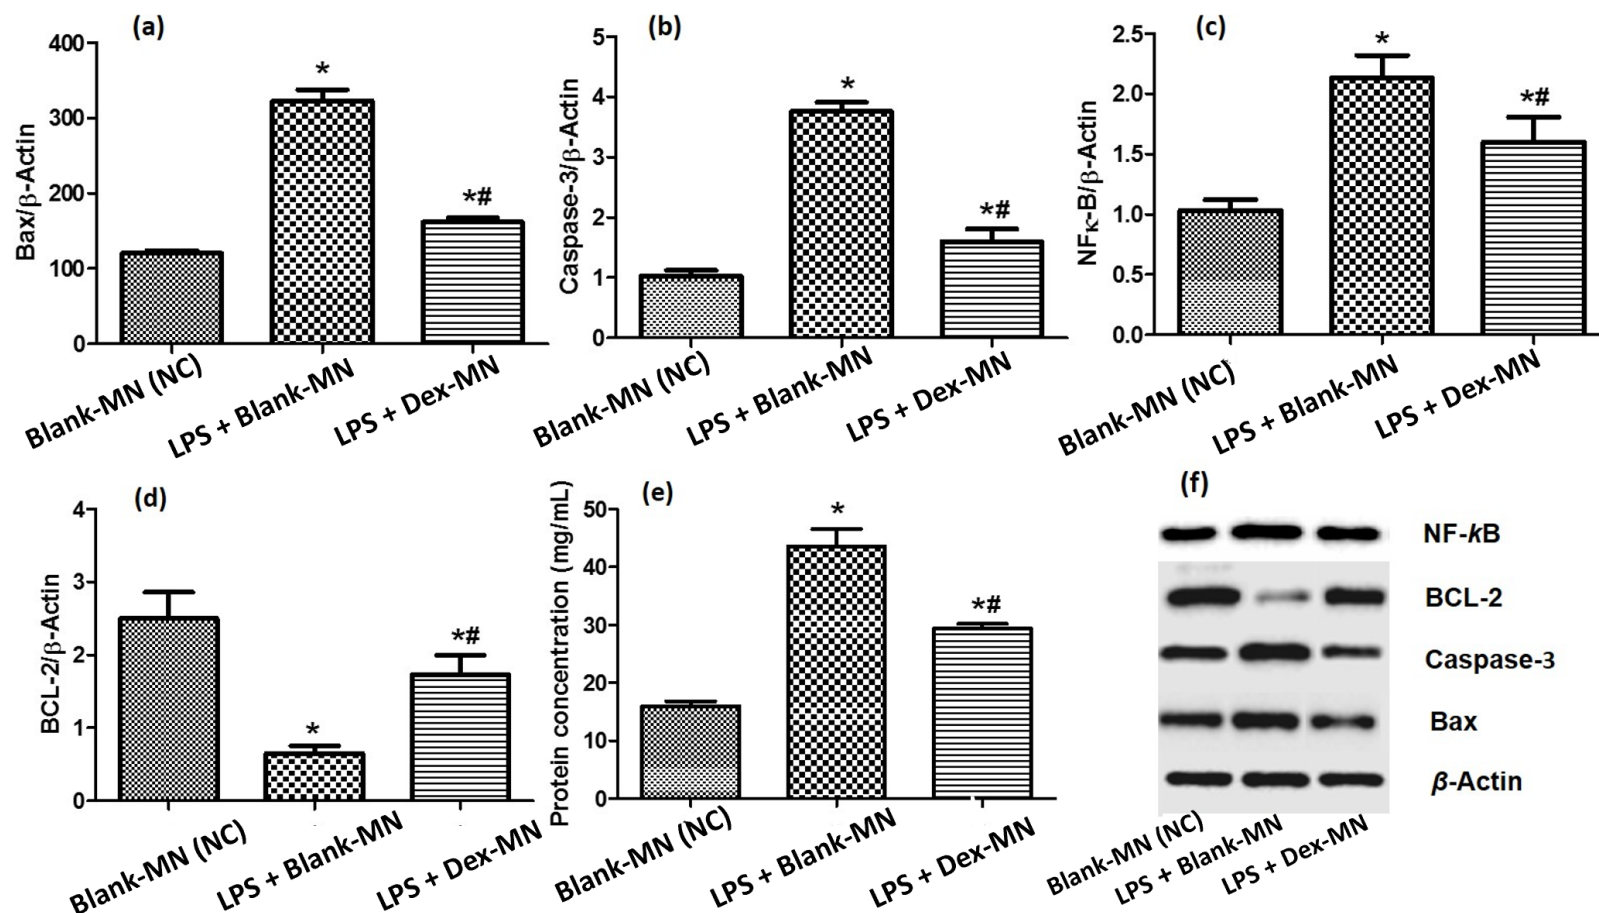 (a)
Bax/β-Actin
400
300
200
100
0
*
*#
Blank-MN (NC)
LPS + Blank-MN
LPS + Dex-MN
(b)
Caspase-3/β-Actin
5
4
3
2
1
0
*
*#
Blank-MN (NC)
LPS + Blank-MN
LPS + Dex-MN
(c)
NFκ-B/β-Actin
2.5
2.0
1.5
1.0
0.5
0.0
*
*#
Blank-MN (NC)
LPS + Blank-MN
LPS + Dex-MN
(d)
BCL-2/β-Actin
4
3
2
1
0
*
*#
Blank-MN (NC)
LPS + Blank-MN
LPS + Dex-MN
(e)
Protein concentration (mg/mL)
50
40
30
20
10
0
*
*#
Blank-MN (NC)
LPS + Blank-MN
LPS + Dex-MN
(f)
NF-kB
BCL-2
Caspase-3
Bax
β-Actin
Blank-MN (NC)
LPS + Blank-MN
LPS + Dex-MN